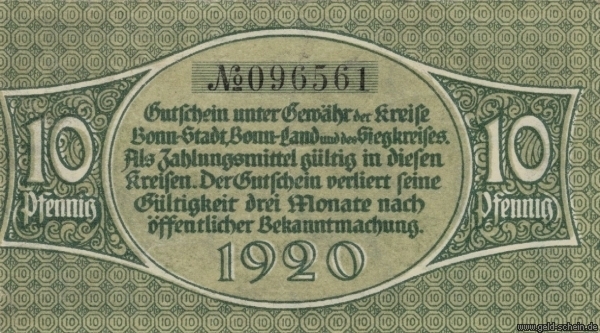 №096561
Gutschein unter Gewähr der Kreise
Bonn-Stadt, Bonn-Land und des Siegkreises.
Als Zahlungsmittel gültig in diesen
Kreisen. Der Gutschein verliert seine
Gültigkeit drei Monate nach
öffentlicher Bekanntmachung.
1920
10
Pfennig
10
Pfennig
www.geld-schein.de